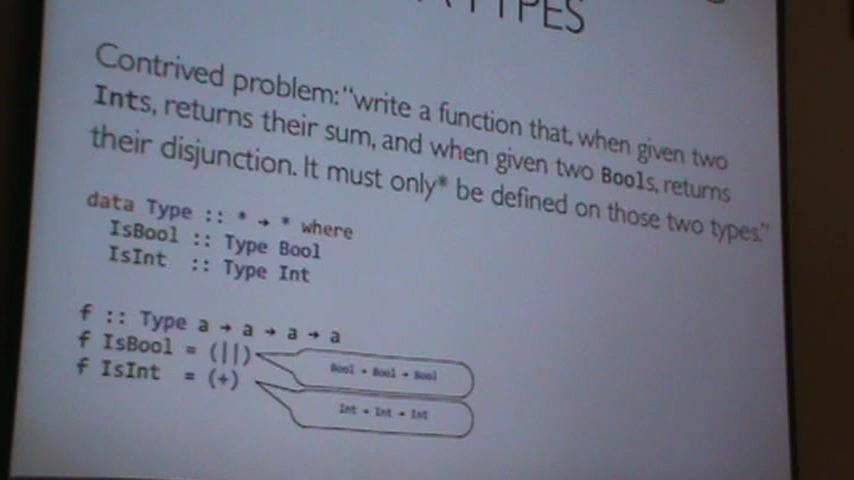 TYPES
Contrived problem: "write a function that, when given two
Ints, returns their sum, and when given two Bools, returns
their disjunction. It must only* be defined on those two types."
data Type :: * → * where
IsBool :: Type Bool
IsInt :: Type Int
f :: Type a → a → a → a
f IsBool = (||)
Bool → Bool → Bool
f IsInt = (+)
Int → Int → Int